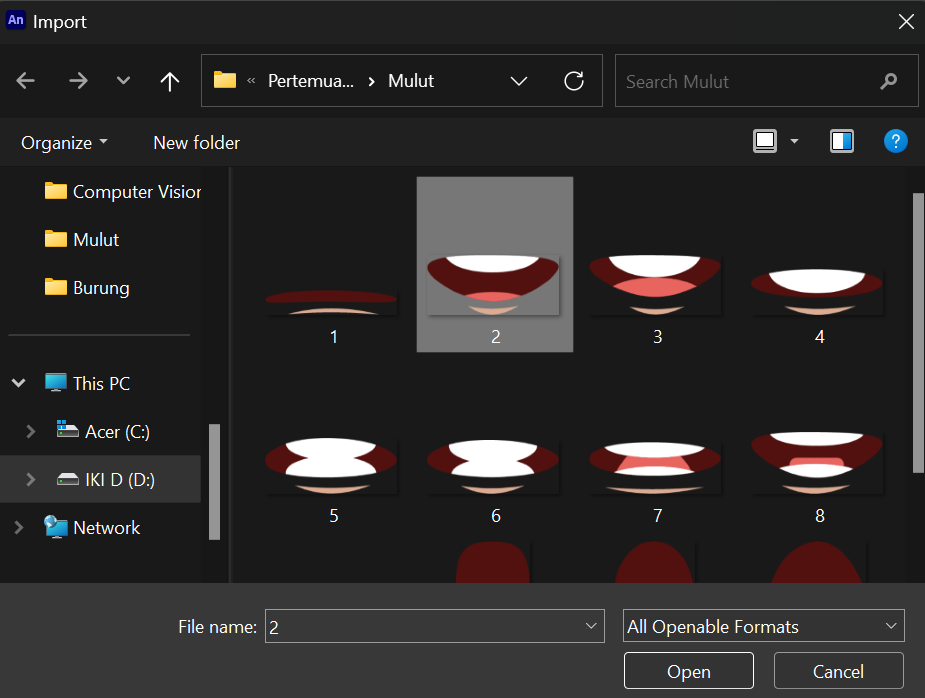 An Import
« Pertemua... › Mulut
Search Mulut
Organize
New folder
?
Computer Vision
Mulut
Burung
This PC
Acer (C:)
IKI D (D:)
Network
1
2
3
4
5
6
7
8
File name: 2
All Openable Formats
Open
Cancel